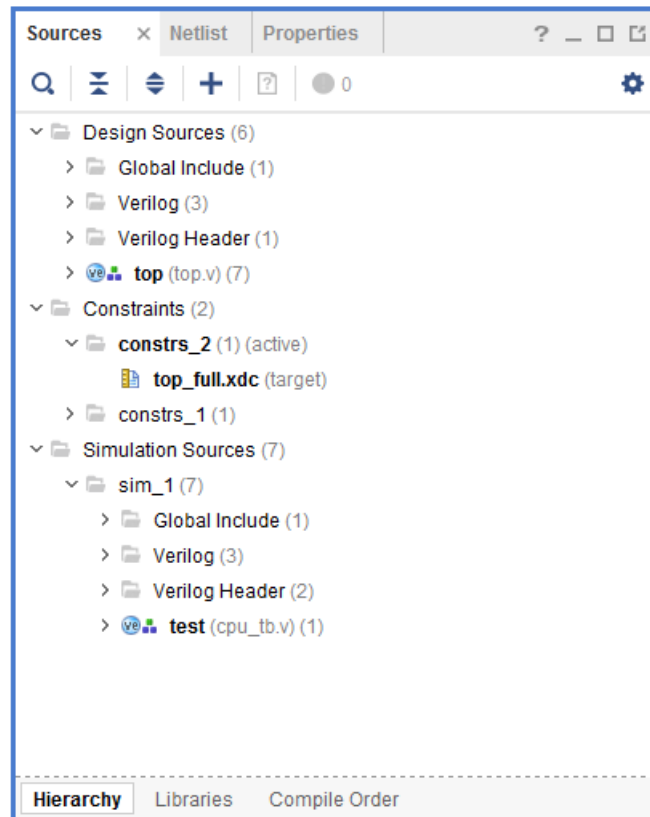 Sources × Netlist Properties ?
0
Design Sources (6)
Global Include (1)
Verilog (3)
Verilog Header (1)
top (top.v) (7)
Constraints (2)
constrs_2 (1) (active)
top_full.xdc (target)
constrs_1 (1)
Simulation Sources (7)
sim_1 (7)
Global Include (1)
Verilog (3)
Verilog Header (2)
test (cpu_tb.v) (1)
Hierarchy Libraries Compile Order